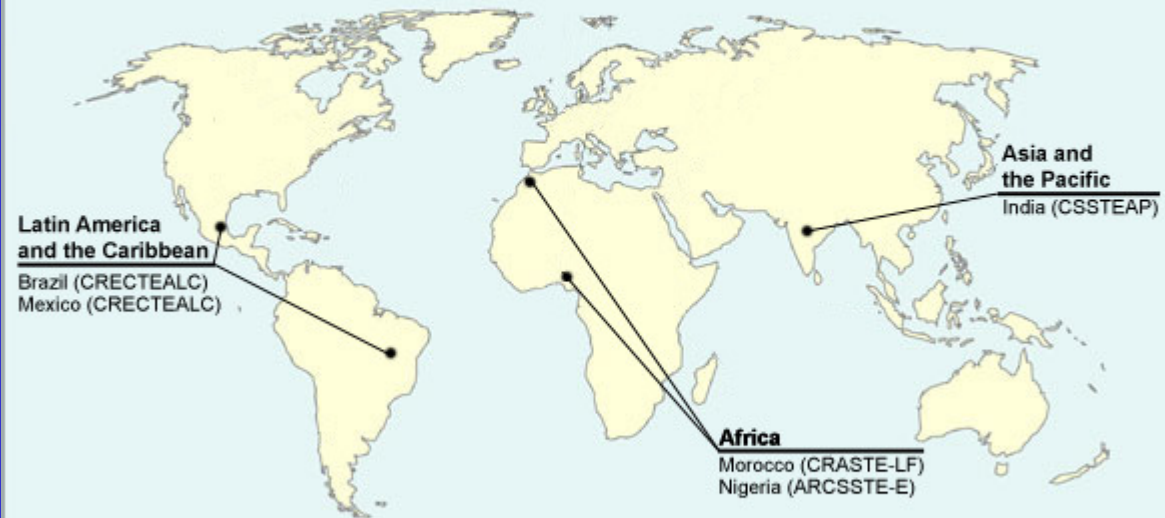 Latin America
and the Caribbean
Brazil (CRECTEALC)
Mexico (CRECTEALC)
Asia and
the Pacific
India (CSSTEAP)
Africa
Morocco (CRASTE-LF)
Nigeria (ARCSSTE-E)